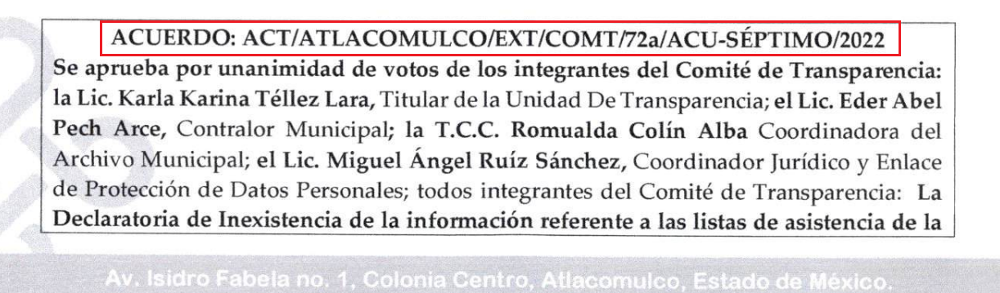 ACUERDO: ACT/ATLACOMULCO/EXT/COMT/72a/ACU-SÉPTIMO/2022
Se aprueba por unanimidad de votos de los integrantes del Comité de Transparencia:
la Lic. Karla Karina Téllez Lara, Titular de la Unidad De Transparencia; el Lic. Eder Abel
Pech Arce, Contralor Municipal; la T.C.C. Romualda Colín Alba Coordinadora del
Archivo Municipal; el Lic. Miguel Ángel Ruíz Sánchez, Coordinador Jurídico y Enlace
de Protección de Datos Personales; todos integrantes del Comité de Transparencia: La
Declaratoria de Inexistencia de la información referente a las listas de asistencia de la
Av. Isidro Fabela no. 1, Colonia Centro, Atlacomulco, Estado de México.